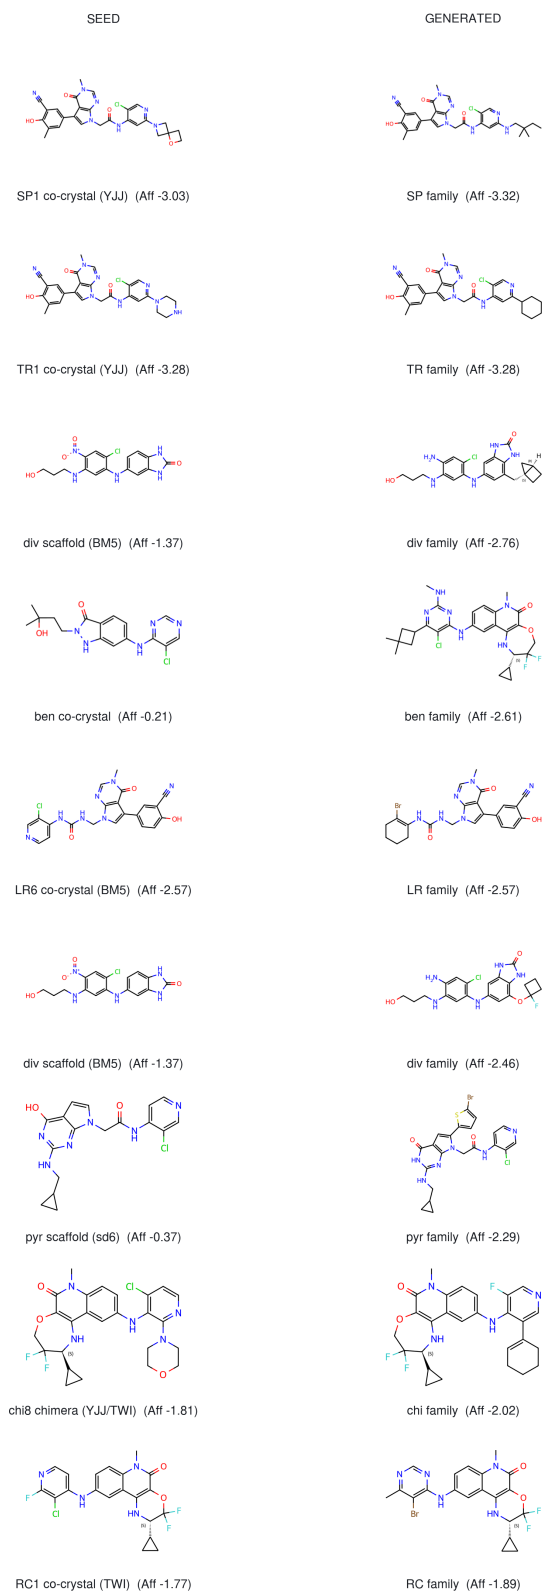 SEED GENERATED
SP1 co-crystal (YJJ) (Aff -3.03) SP family (Aff -3.32)
TR1 co-crystal (YJJ) (Aff -3.28) TR family (Aff -3.28)
div scaffold (BM5) (Aff -1.37) div family (Aff -2.76)
ben co-crystal (Aff -0.21) ben family (Aff -2.61)
LR6 co-crystal (BM5) (Aff -2.57) LR family (Aff -2.57)
div scaffold (BM5) (Aff -1.37) div family (Aff -2.46)
pyr scaffold (sd6) (Aff -0.37) pyr family (Aff -2.29)
chi8 chimera (YJJ/TWI) (Aff -1.81) chi family (Aff -2.02)
RC1 co-crystal (TWI) (Aff -1.77) RC family (Aff -1.89)